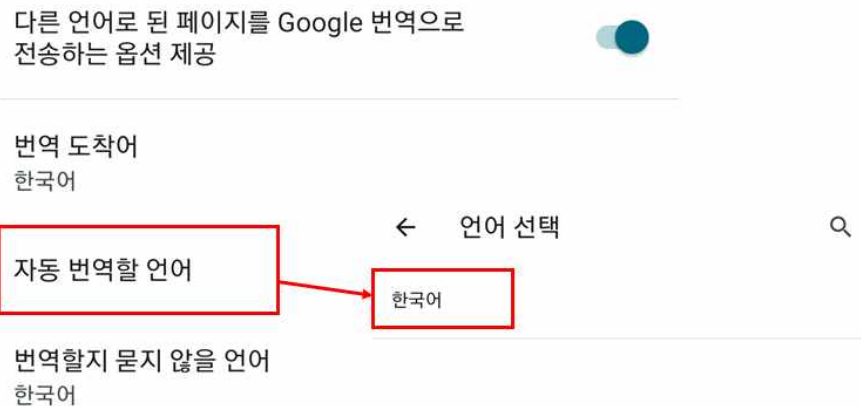 다른 언어로 된 페이지를 Google 번역으로
전송하는 옵션 제공
번역 도착어
한국어
자동 번역할 언어
번역할지 묻지 않을 언어
한국어
언어 선택
한국어